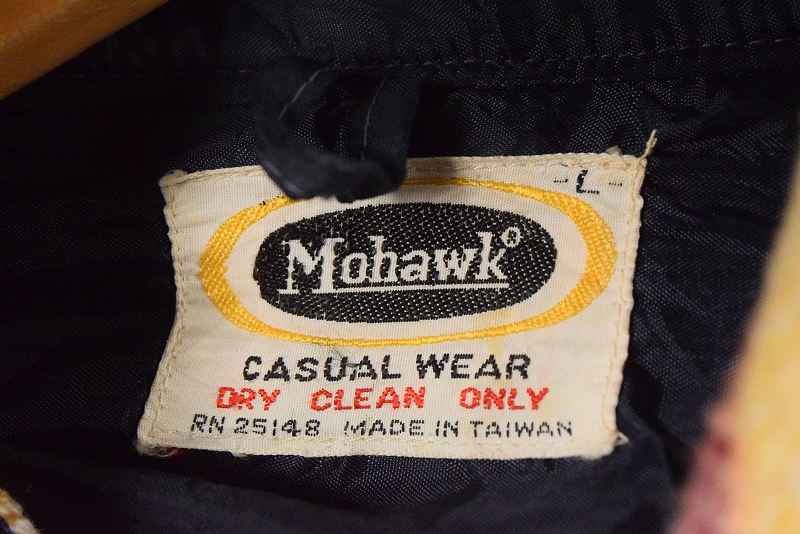 -L-
Mohawk®
CASUAL WEAR
DRY CLEAN ONLY
RN 25148 MADE IN TAIWAN